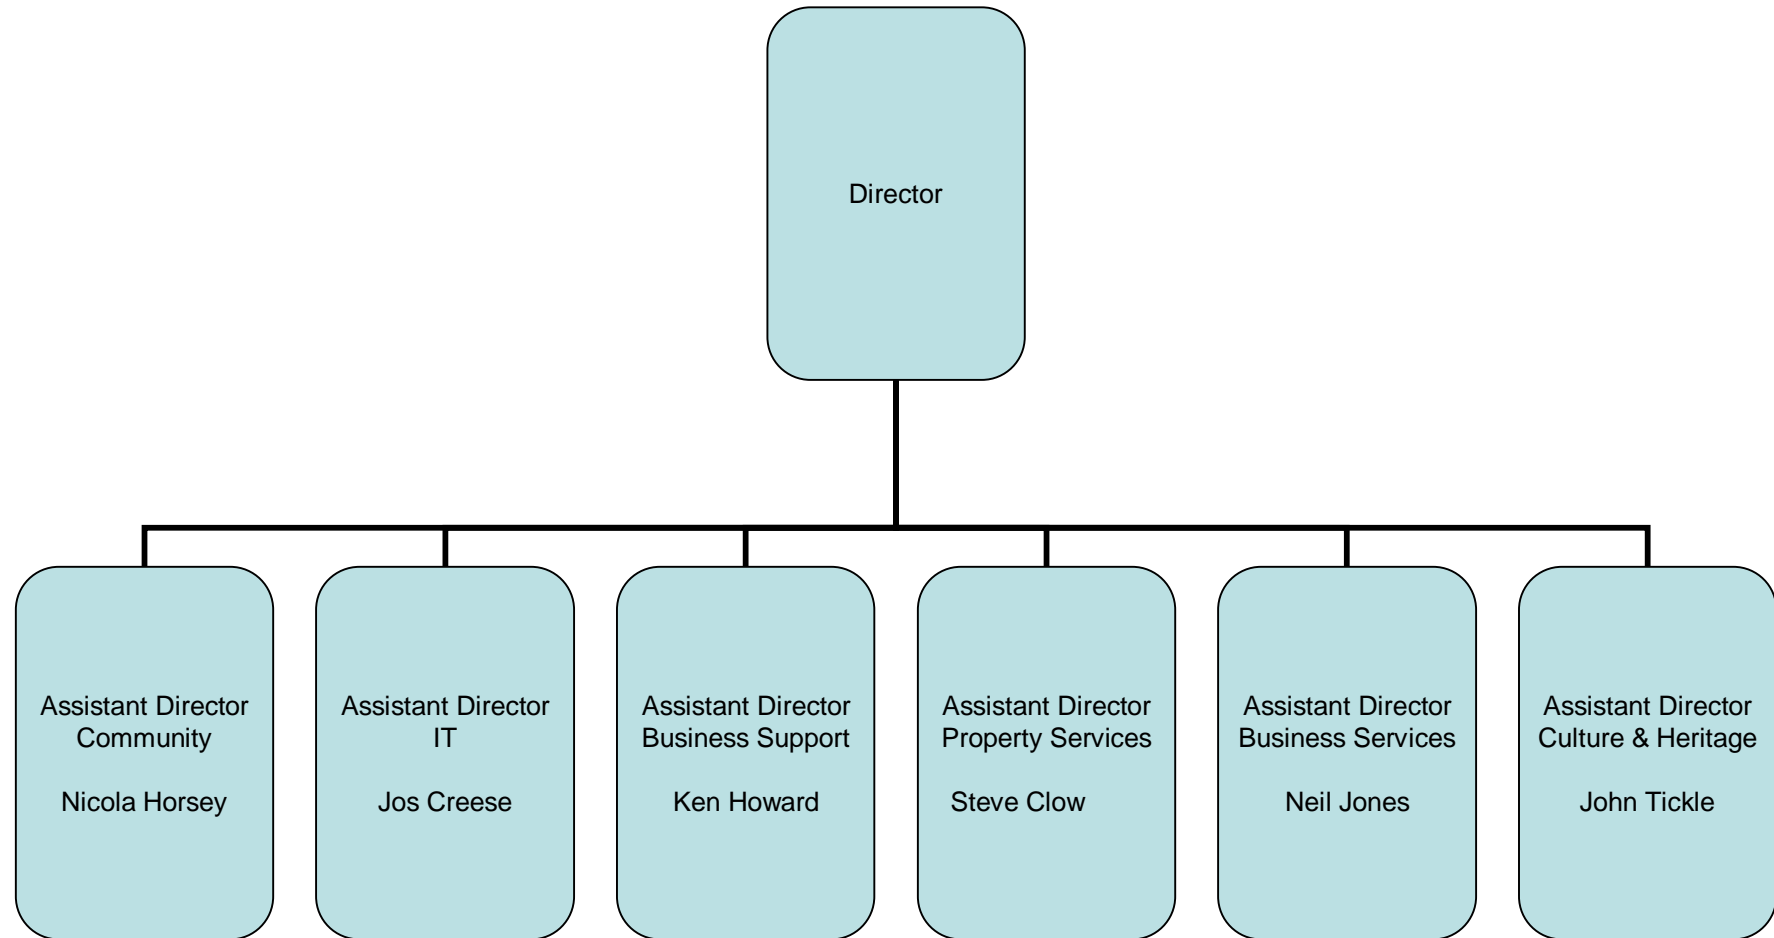 Director
Assistant Director
Community
Nicola Horsey
Assistant Director
IT
Jos Creese
Assistant Director
Business Support
Ken Howard
Assistant Director
Property Services
Steve Clow
Assistant Director
Business Services
Neil Jones
Assistant Director
Culture & Heritage
John Tickle